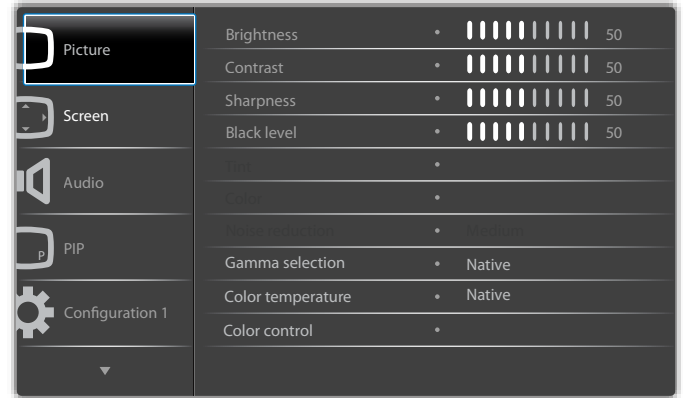 Picture
Screen
Audio
P
PIP
Configuration 1
Brightness • 50
Contrast • 50
Sharpness • 50
Black level • 50
Tint •
Color •
Noise reduction • Medium
Gamma selection • Native
Color temperature • Native
Color control •